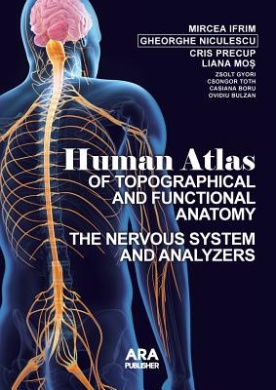 MIRCEA IFRIM
GHEORGHE NICULESCU
CRIS PRECUP
LIANA MOȘ
ZSOLT GYORI
CSONGOR TOTH
CASIANA BORU
OVIDIU BULZAN
Human Atlas
OF TOPOGRAPHICAL
AND FUNCTIONAL
ANATOMY
THE NERVOUS SYSTEM
AND ANALYZERS
ARA
PUBLISHER